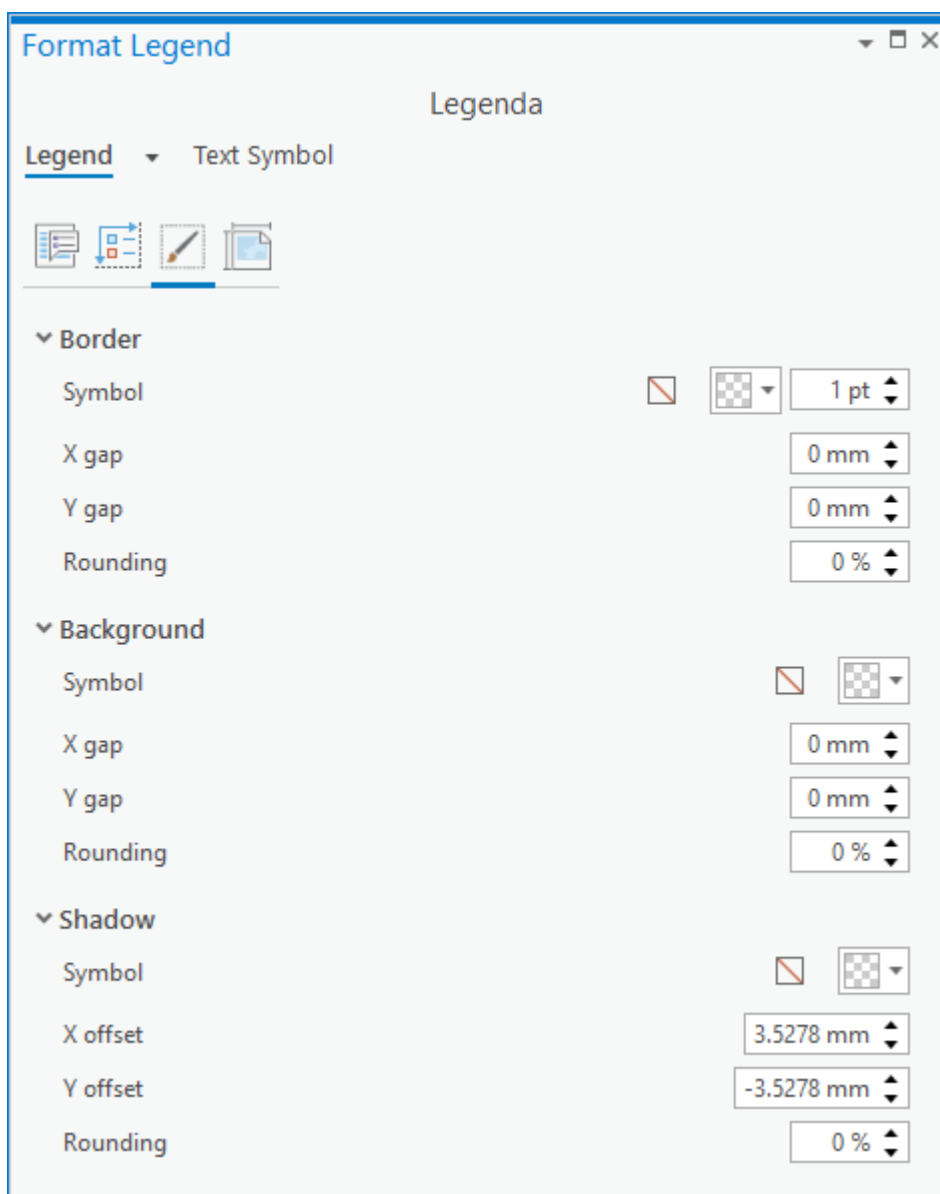 Format Legend
Legenda
Legend Text Symbol
Border
Symbol 1 pt
X gap 0 mm
Y gap 0 mm
Rounding 0 %
Background
Symbol
X gap 0 mm
Y gap 0 mm
Rounding 0 %
Shadow
Symbol
X offset 3.5278 mm
Y offset -3.5278 mm
Rounding 0 %